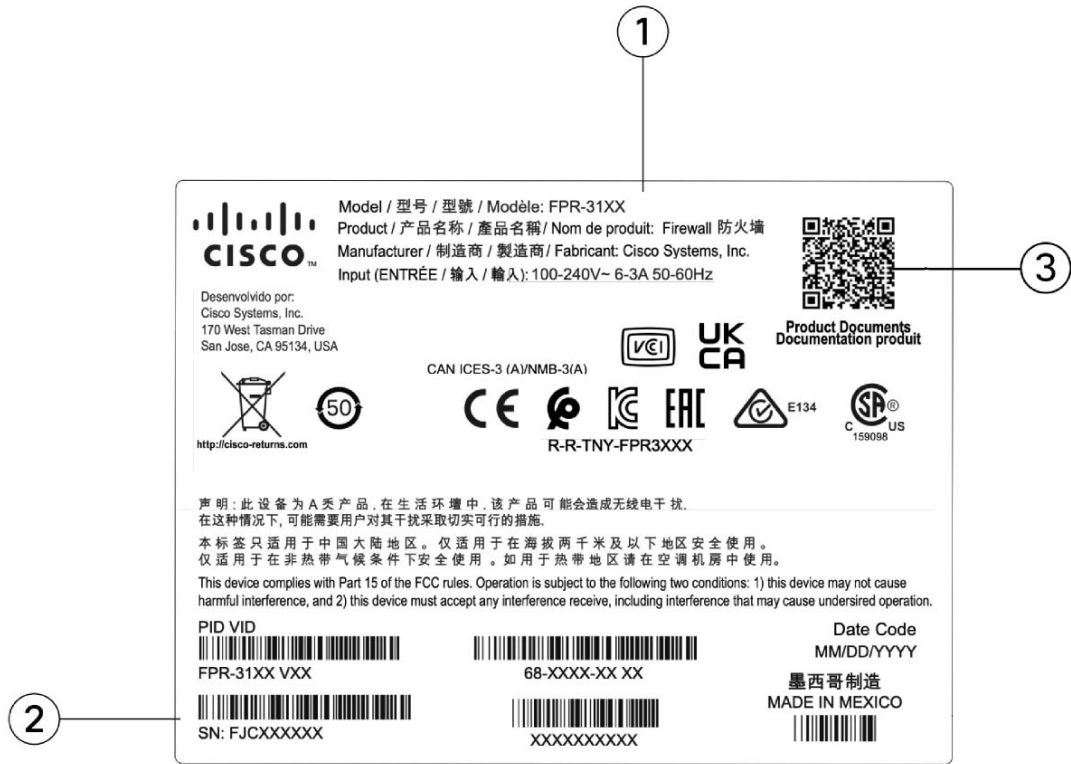 1
CISCO™
Model / 型号 / 型號 / Modèle: FPR-31XX
Product / 产品名称 / 產品名稱 / Nom de produit: Firewall 防火墙
Manufacturer / 制造商 / 製造商 / Fabricant: Cisco Systems, Inc.
Input (ENTRÉE / 输入 / 輸入): 100-240V~ 6-3A 50-60Hz
3
Product Documents
Documentation produit
Desenvolvido por:
Cisco Systems, Inc.
170 West Tasman Drive
San Jose, CA 95134, USA
VCI
UK
CA
CAN ICES-3 (A)/NMB-3(A)
http://cisco-returns.com
50
CE
EAC
E134
SA®
C US
159098
R-R-TNY-FPR3XXX
声明:此设备为A类产品,在生活环境中,该产品可能会造成无线电干扰.
在这种情况下,可能需要用户对其干扰采取切实可行的措施.
本标签只适用于中国大陆地区。仅适用于在海拔两千米及以下地区安全使用。
仅适用于在非热带气候条件下安全使用。如用于热带地区请在空调机房中使用。
This device complies with Part 15 of the FCC rules. Operation is subject to the following two conditions: 1) this device may not cause
harmful interference, and 2) this device must accept any interference receive, including interference that may cause undersired operation.
PID VID
FPR-31XX VXX
68-XXXX-XX XX
Date Code
MM/DD/YYYY
墨西哥制造
MADE IN MEXICO
2
SN: FJCXXXXXX
XXXXXXXXXX